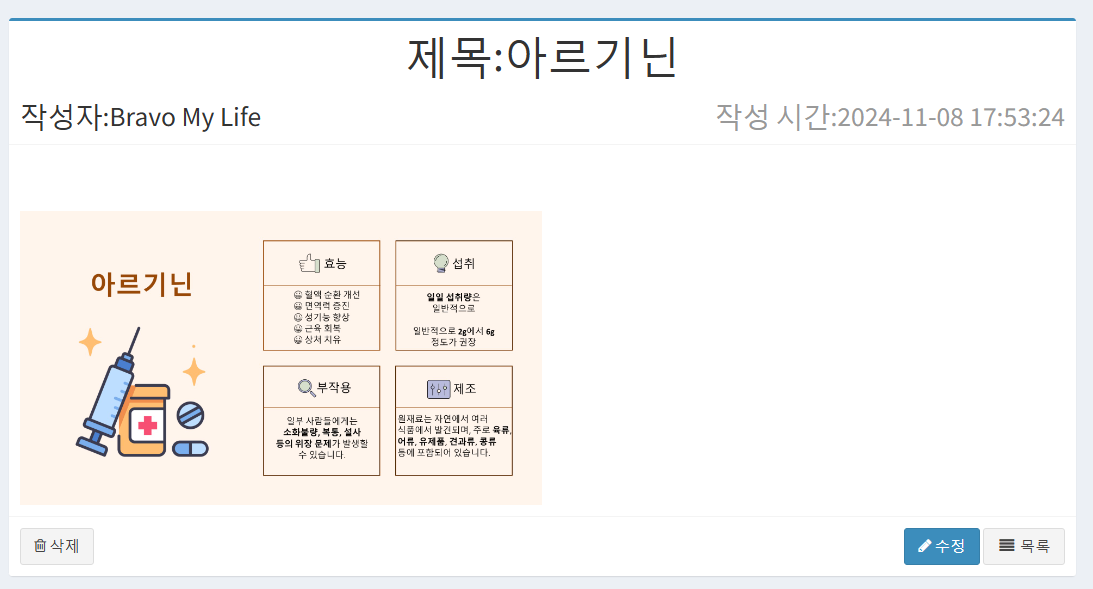 제목:아르기닌
작성자:Bravo My Life
작성 시간:2024-11-08 17:53:24
아르기닌
효능
혈액 순환 개선
면역력 증진
성기능 향상
근육 회복
상처 치유
섭취
일일 섭취량은
일반적으로
일반적으로 2g에서 6g
정도가 권장
부작용
일부 사람들에게는
소화불량, 복통, 설사
등의 위장 문제가 발생할
수 있습니다.
제조
원재료는 자연에서 여러
식품에서 발견되며, 주로 육류,
어류, 유제품, 견과류, 콩류
등에 포함되어 있습니다.
삭제
수정
목록